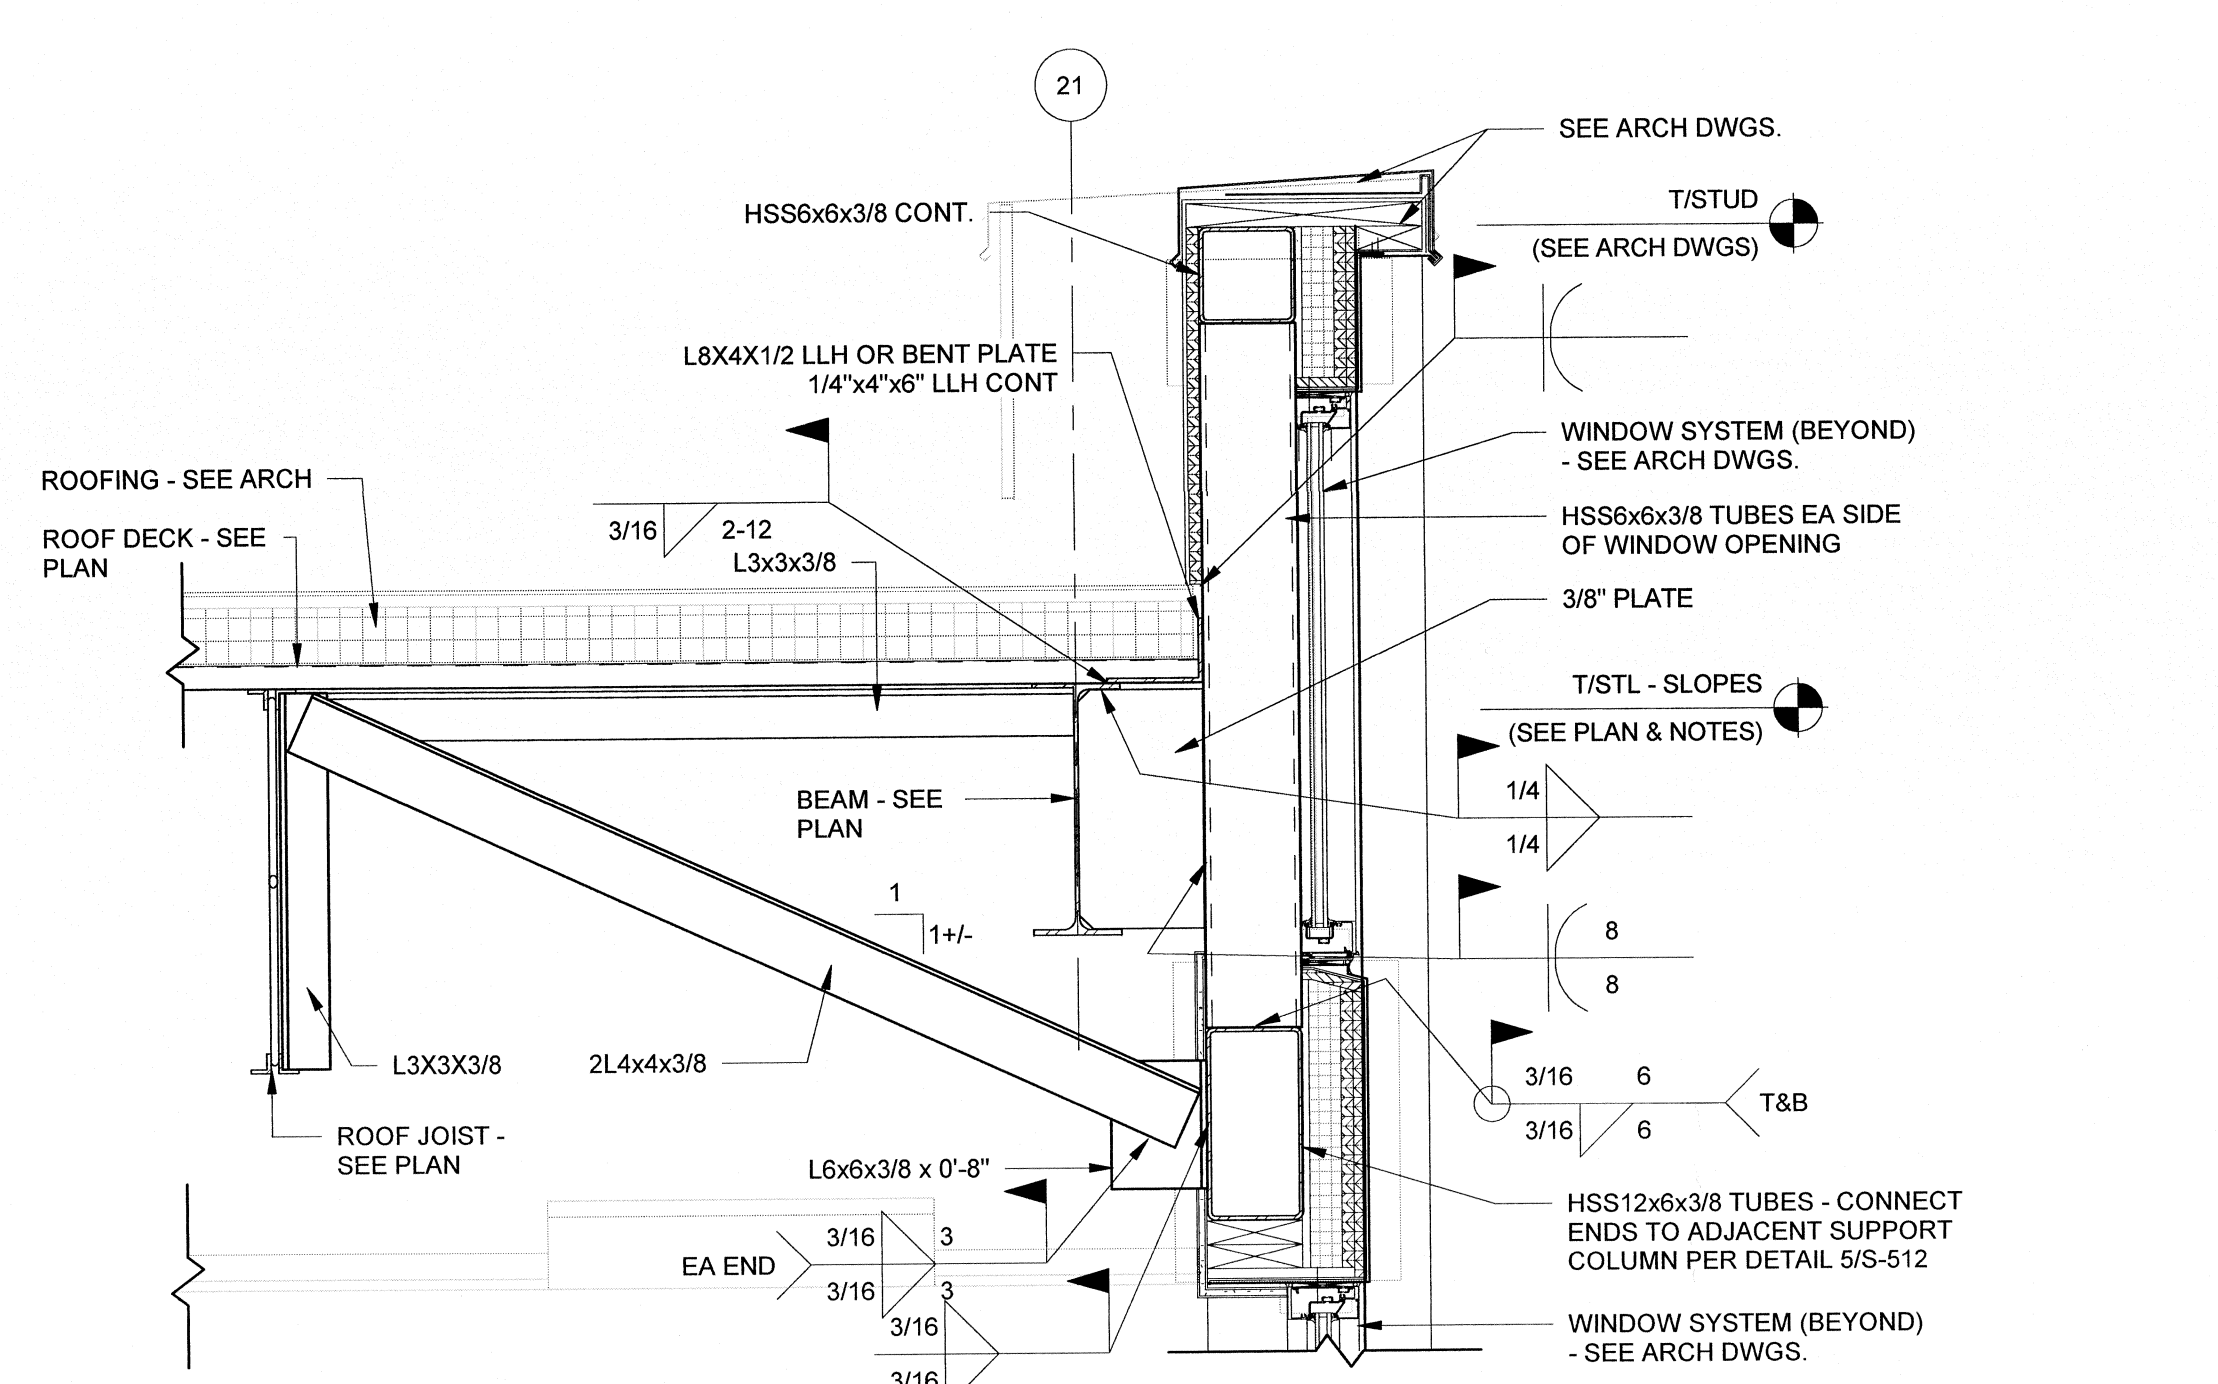 21
SEE ARCH DWGS.
T/STUD
(SEE ARCH DWGS)
HSS6x6x3/8 CONT.
L8X4X1/2 LLH OR BENT PLATE
1/4"x4"x6" LLH CONT
WINDOW SYSTEM (BEYOND)
- SEE ARCH DWGS.
ROOFING - SEE ARCH
ROOF DECK - SEE
PLAN
3/16 2-12
L3x3x3/8
HSS6x6x3/8 TUBES EA SIDE
OF WINDOW OPENING
3/8" PLATE
T/STL - SLOPES
(SEE PLAN & NOTES)
1/4
1/4
BEAM - SEE
PLAN
1
1+/-
8
8
L3X3X3/8
2L4x4x3/8
3/16 6
3/16 6
T&B
ROOF JOIST -
SEE PLAN
L6x6x3/8 x 0'-8"
HSS12x6x3/8 TUBES - CONNECT
ENDS TO ADJACENT SUPPORT
COLUMN PER DETAIL 5/S-512
EA END
3/16 3
3/16 3
3/16
3/16
WINDOW SYSTEM (BEYOND)
- SEE ARCH DWGS.